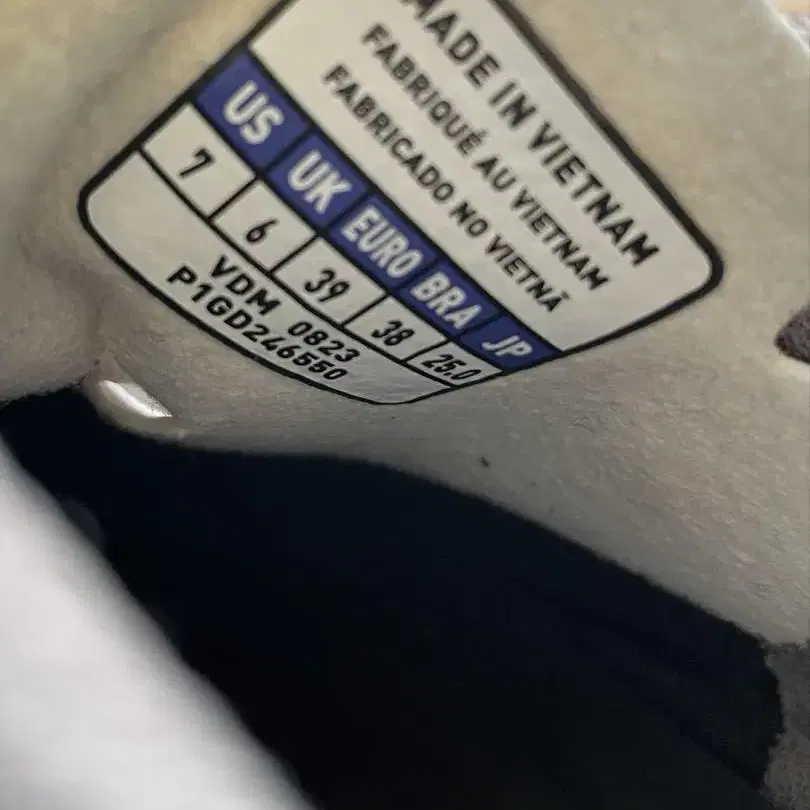 MADE IN VIETNAM
FABRIQUÉ AU VIETNAM
FABRICADO NO VIETNÃ
US UK EURO BRA JP
7 6 39 38 25.0
VDM 0823
P1GD246550